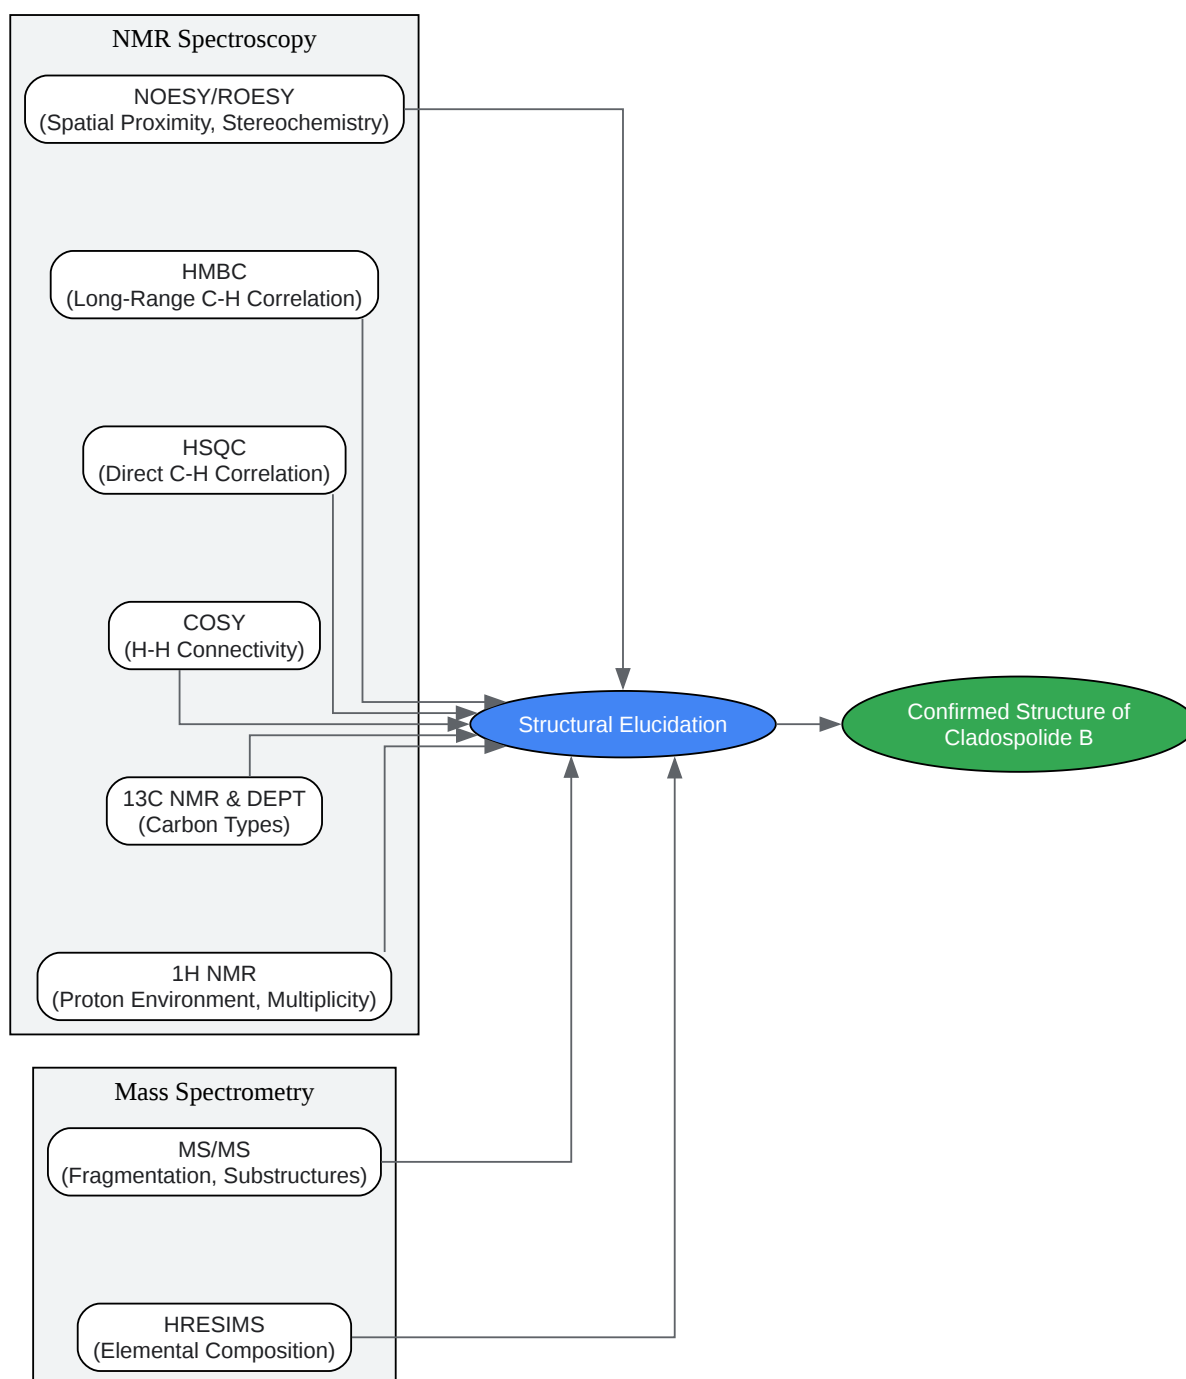 NMR Spectroscopy
NOESY/ROESY
(Spatial Proximity, Stereochemistry)
HMBC
(Long-Range C-H Correlation)
HSQC
(Direct C-H Correlation)
COSY
(H-H Connectivity)
Structural Elucidation
Confirmed Structure of
Cladospolide B
13C NMR & DEPT
(Carbon Types)
1H NMR
(Proton Environment, Multiplicity)
Mass Spectrometry
MS/MS
(Fragmentation, Substructures)
HRESIMS
(Elemental Composition)